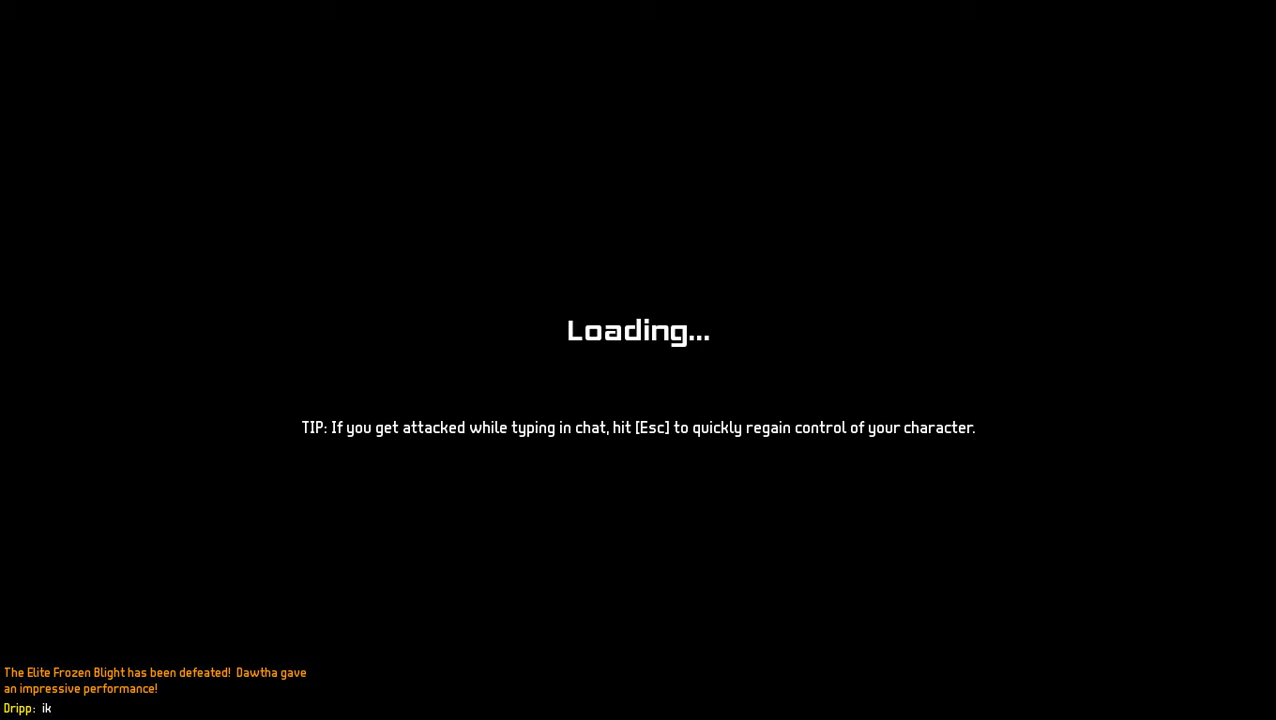 Loading...
TIP: If you get attacked while typing in chat, hit [Esc] to quickly regain control of your character.
The Elite Frozen Blight has been defeated!  Dawtha gave
an impressive performance!
Dripp: ik